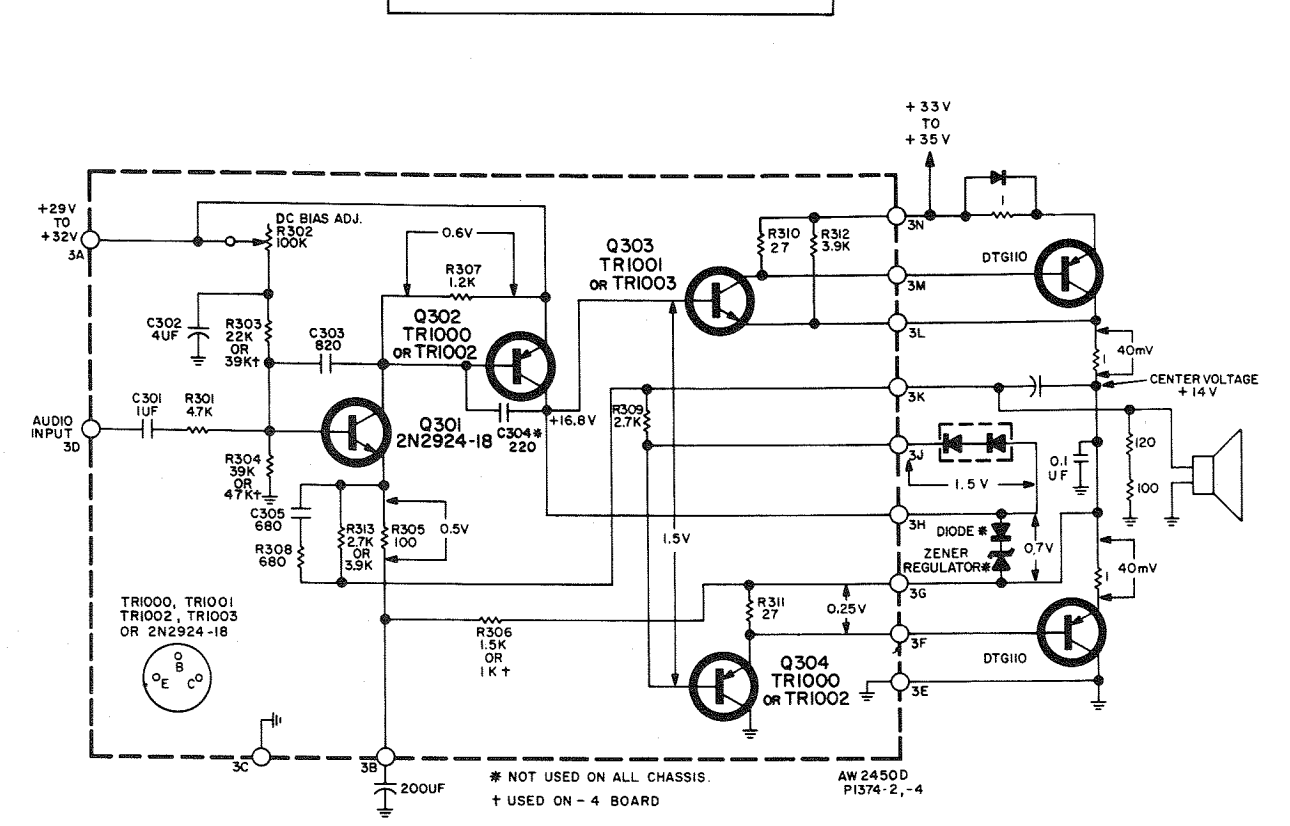 + 33 V
TO
+ 35V
+29V
TO
+32V
3A
DC BIAS ADJ.
R302
100K
0.6V
R307
1.2K
Q303
TR1001
OR TR1003
R310
27
R312
3.9K
3N
1
DTG110
3M
3L
1
40mV
C302
4UF
R303
22K
OR
39K†
C303
820
Q302
TR1000
OR TR1002
C304*
220
+16.8V
3K
CENTER VOLTAGE
+ 14V
AUDIO
INPUT
3D
C301
1UF
R301
4.7K
Q301
2N2924-18
R309
2.7K
3J
1.5 V
0.1
UF
120
100
R304
39K
OR
47K†
C305
680
R308
680
R313
2.7K
OR
3.9K
R305
100
0.5V
1.5V
3H
DIODE *
ZENER
REGULATOR*
0.7V
3G
1
40mV
TR1000, TR1001
TR1002, TR1003
OR 2N2924-18
B
E C
R306
1.5K
OR
1K †
R311
27
0.25V
3F
DTG110
Q304
TR1000
OR TR1002
3E
3C
3B
200UF
* NOT USED ON ALL CHASSIS.
† USED ON - 4 BOARD
AW 2450D
P1374-2,-4